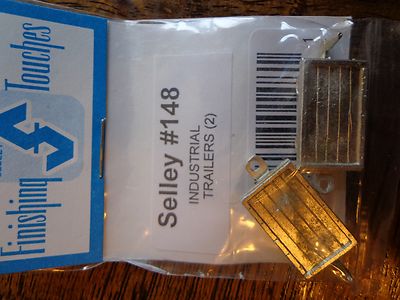 Finishing Touches
Selley #148
INDUSTRIAL
TRAILERS (2)